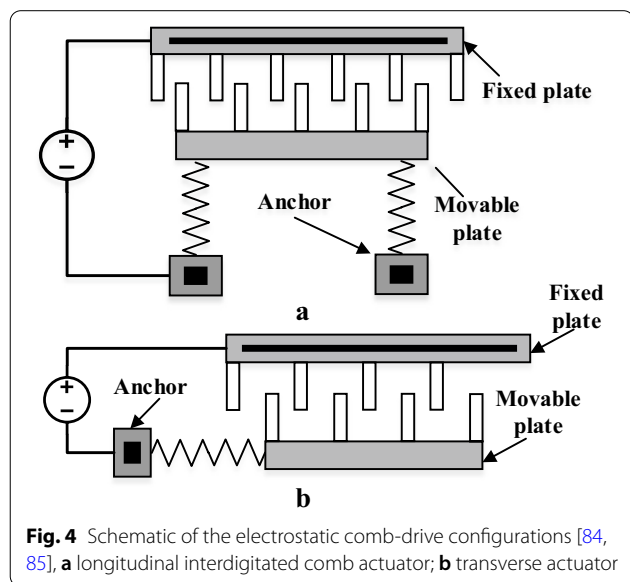 +
−
Fixed plate
Anchor
Movable
plate
a
Fixed
plate
+
−
Anchor
Movable
plate
b
Fig. 4 Schematic of the electrostatic comb-drive configurations [84,
85], a longitudinal interdigitated comb actuator; b transverse actuator